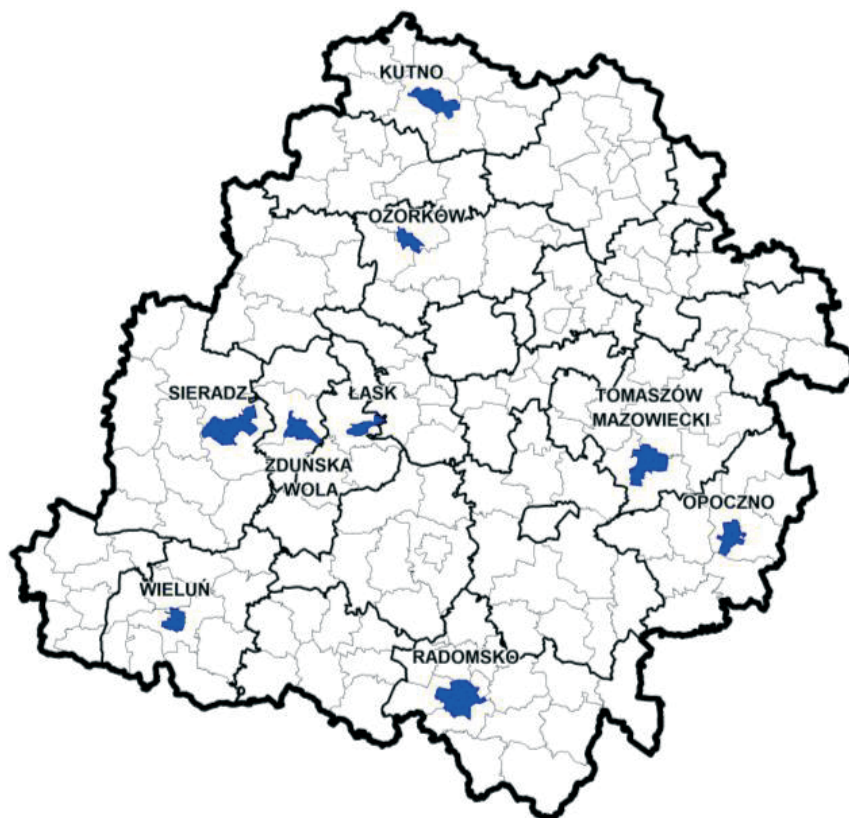 KUTNO
OZORKÓW
SIERADZ
ŁASK
TOMASZÓW
MAZOWIECKI
ZDUŃSKA
WOLA
OPOCZNO
WIELUŃ
RADOMSKO